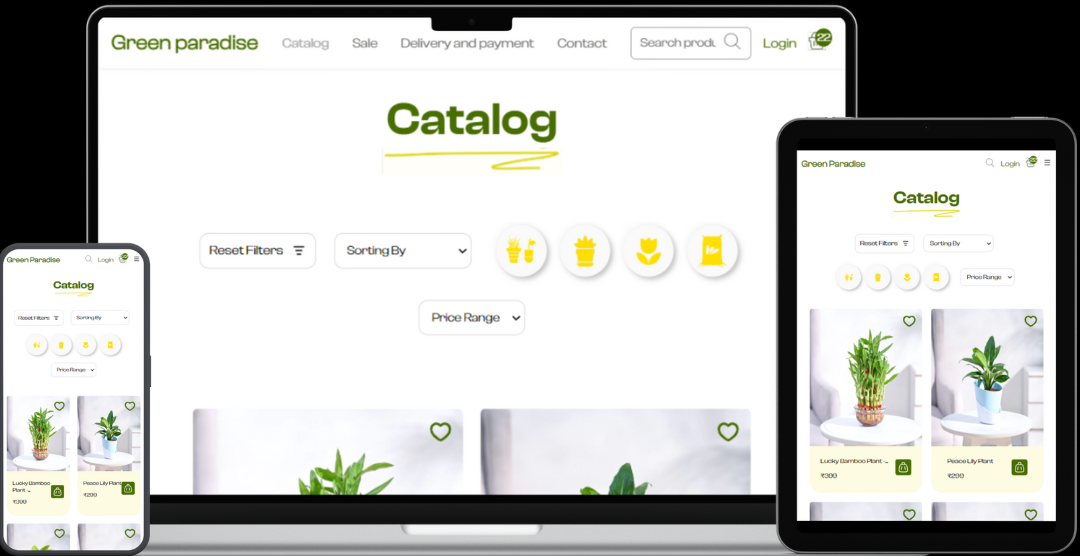 Green paradise Catalog Sale Delivery and payment Contact Search produ Login 22
Catalog
Reset Filters Sorting By
Price Range
Green Paradise Login 22
Catalog
Reset Filters Sorting By
Price Range
Lucky Bamboo Plant -... Peace Lily Plant
₹399 ₹299
Green Paradise Login 22
Catalog
Reset Filters Sorting By
Price Range
Lucky Bamboo Peace Lily Plant
Plant -...
₹399 ₹299